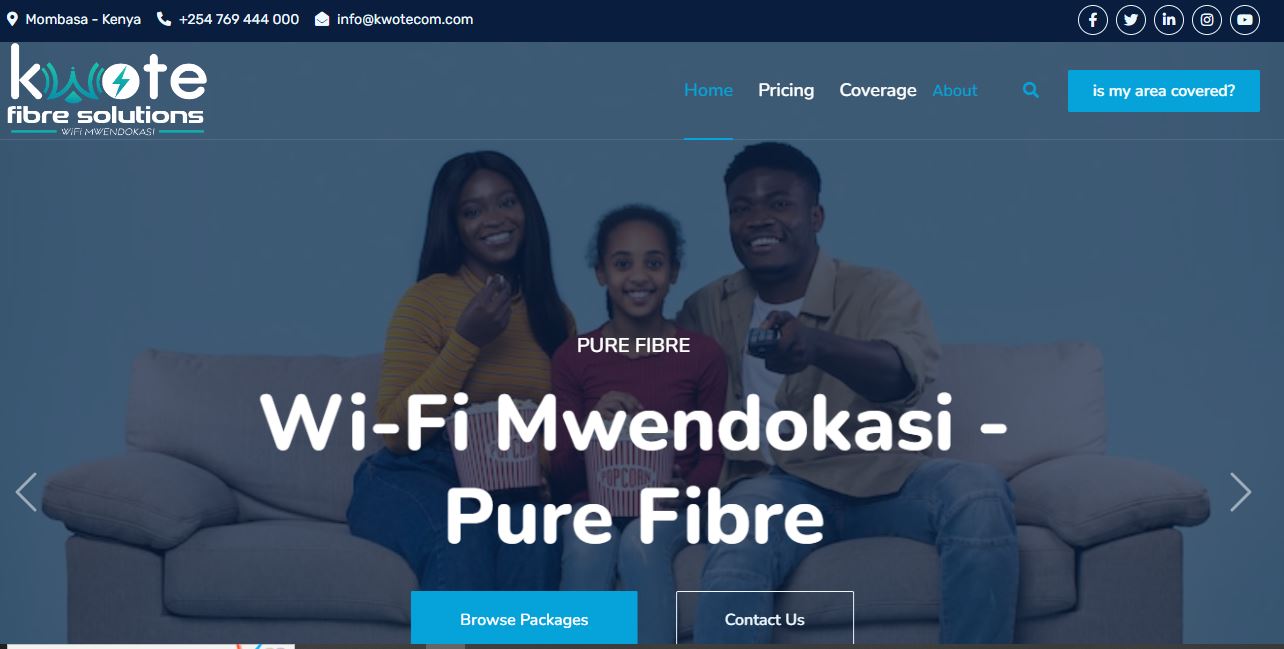 Mombasa - Kenya
+254 769 444 000
info@kwotecom.com
kwote
fibre solutions
WIFI MWENDOKASI
Home
Pricing
Coverage
About
is my area covered?
POPCORN
PURE FIBRE
Wi-Fi Mwendokasi -
Pure Fibre
Browse Packages
Contact Us